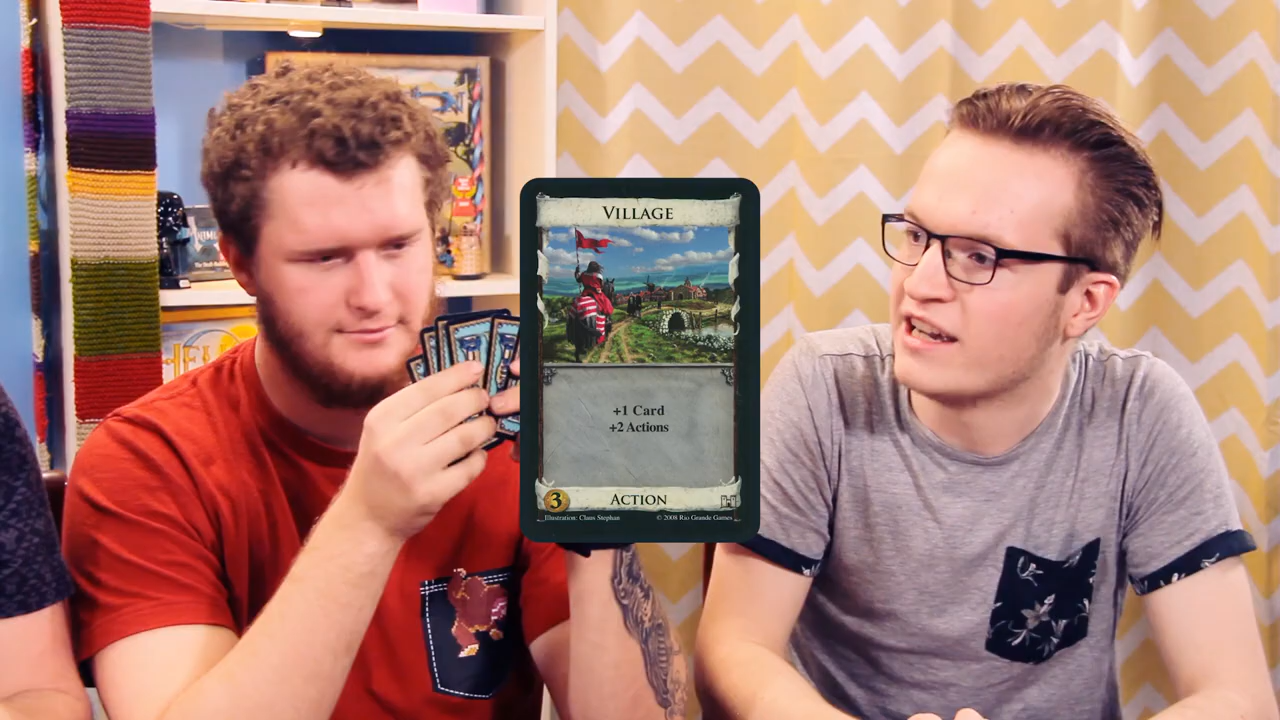 VILLAGE
+1 Card
+2 Actions
3
ACTION
Illustration: Claus Stephan
© 2008 Rio Grande Games